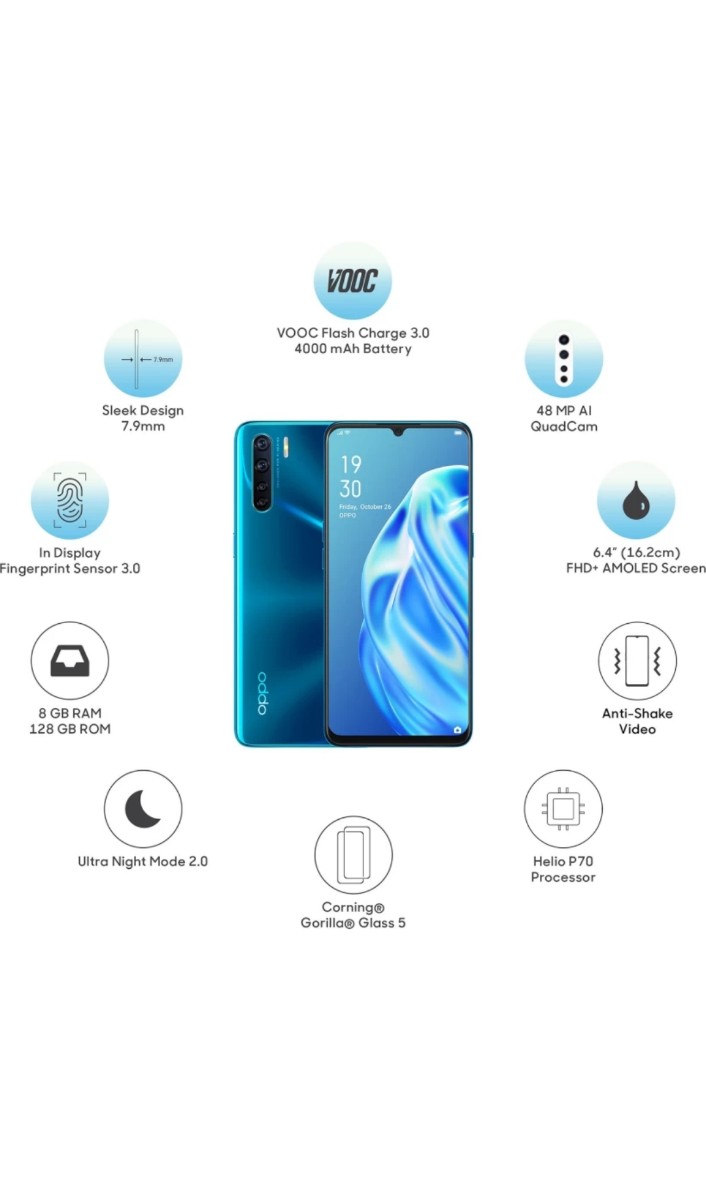 VOOC
VOOC Flash Charge 3.0
4000 mAh Battery
7.9mm
Sleek Design
7.9mm
48 MP AI
QuadCam
In Display
Fingerprint Sensor 3.0
19
30
Friday, October 26
OPPO
6.4” (16.2cm)
FHD+ AMOLED Screen
8 GB RAM
128 GB ROM
oppo
Anti-Shake
Video
Ultra Night Mode 2.0
Helio P70
Processor
Corning®
Gorilla® Glass 5